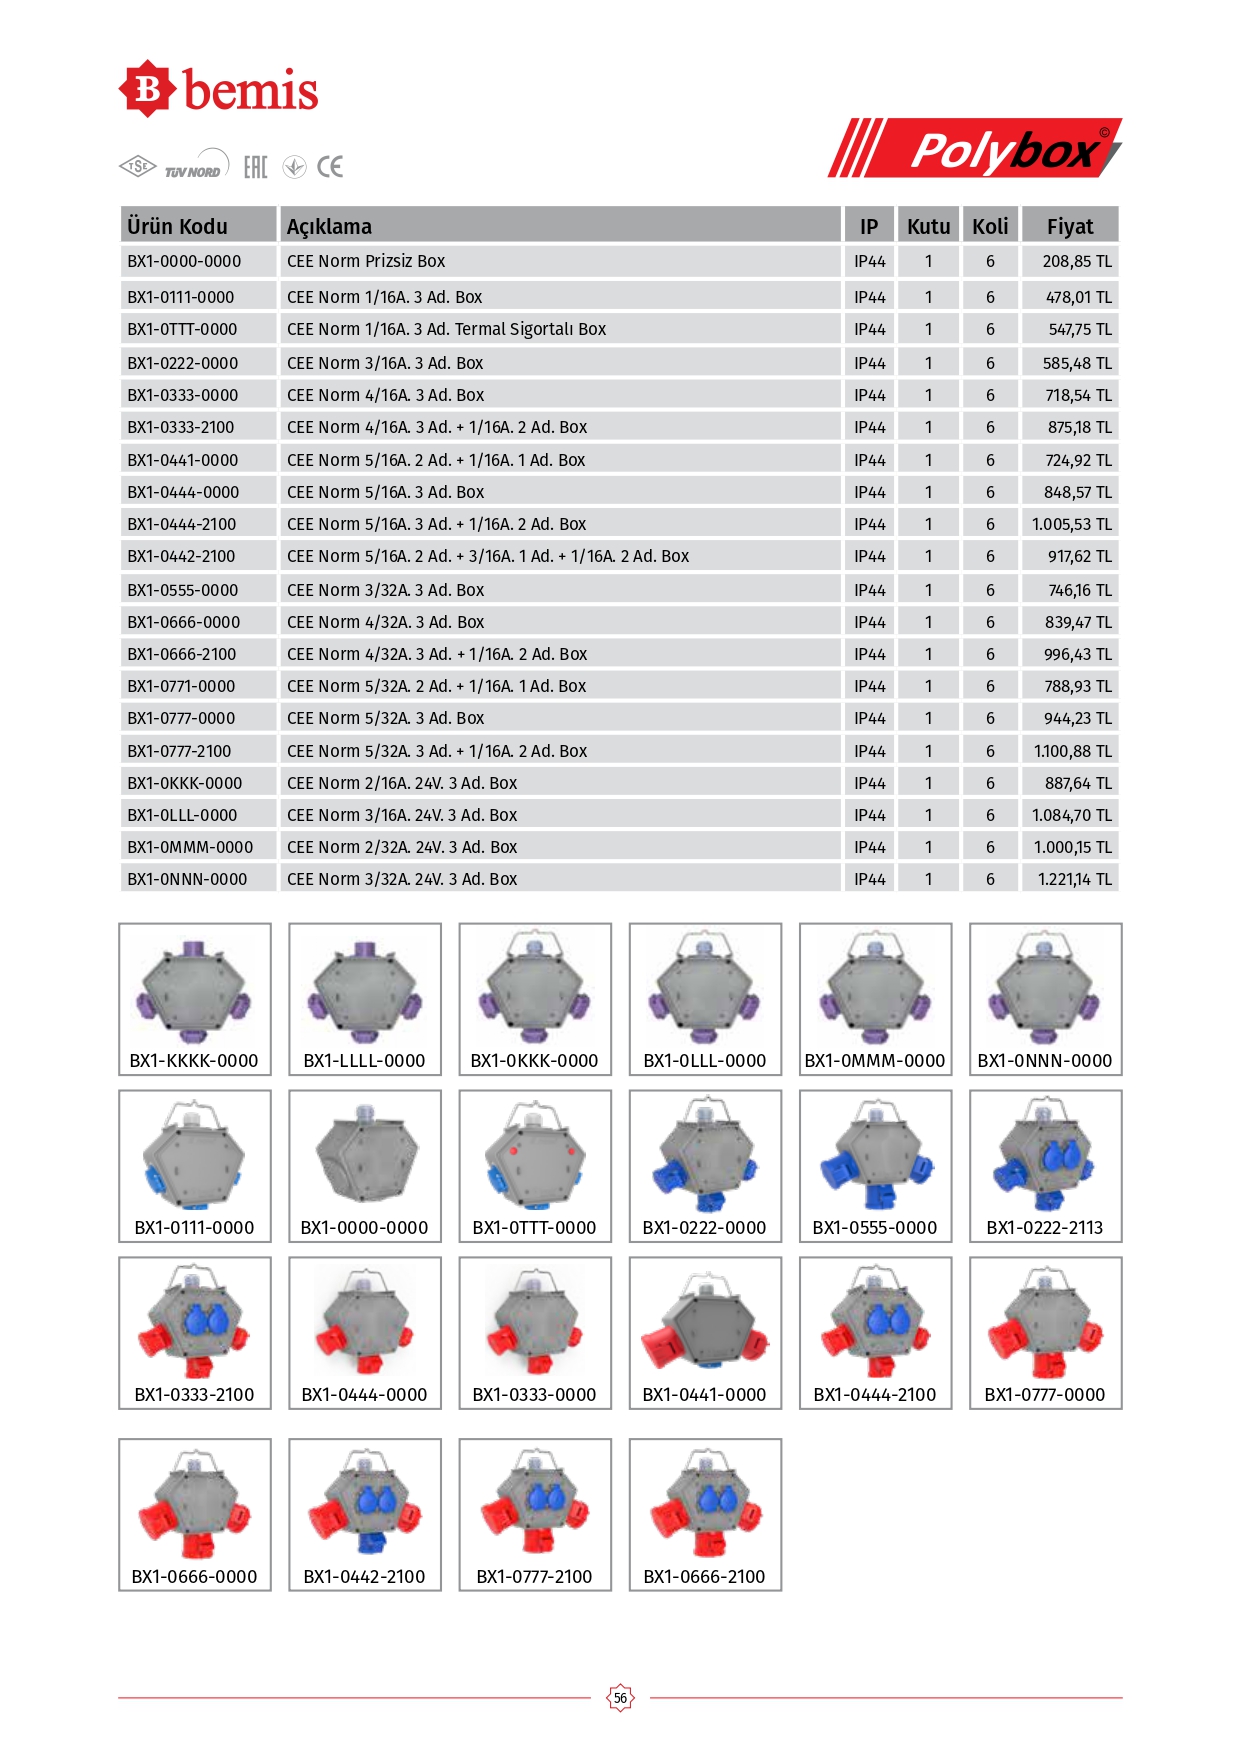 B bemis
TSE TÜV NORD EAC CE
Polybox ©
Ürün Kodu Açıklama IP Kutu Koli Fiyat
BX1-0000-0000 CEE Norm Prizsiz Box IP44 1 6 208,85 TL
BX1-0111-0000 CEE Norm 1/16A. 3 Ad. Box IP44 1 6 478,01 TL
BX1-0TTT-0000 CEE Norm 1/16A. 3 Ad. Termal Sigortalı Box IP44 1 6 547,75 TL
BX1-0222-0000 CEE Norm 3/16A. 3 Ad. Box IP44 1 6 585,48 TL
BX1-0333-0000 CEE Norm 4/16A. 3 Ad. Box IP44 1 6 718,54 TL
BX1-0333-2100 CEE Norm 4/16A. 3 Ad. + 1/16A. 2 Ad. Box IP44 1 6 875,18 TL
BX1-0441-0000 CEE Norm 5/16A. 2 Ad. + 1/16A. 1 Ad. Box IP44 1 6 724,92 TL
BX1-0444-0000 CEE Norm 5/16A. 3 Ad. Box IP44 1 6 848,57 TL
BX1-0444-2100 CEE Norm 5/16A. 3 Ad. + 1/16A. 2 Ad. Box IP44 1 6 1.005,53 TL
BX1-0442-2100 CEE Norm 5/16A. 2 Ad. + 3/16A. 1 Ad. + 1/16A. 2 Ad. Box IP44 1 6 917,62 TL
BX1-0555-0000 CEE Norm 3/32A. 3 Ad. Box IP44 1 6 746,16 TL
BX1-0666-0000 CEE Norm 4/32A. 3 Ad. Box IP44 1 6 839,47 TL
BX1-0666-2100 CEE Norm 4/32A. 3 Ad. + 1/16A. 2 Ad. Box IP44 1 6 996,43 TL
BX1-0771-0000 CEE Norm 5/32A. 2 Ad. + 1/16A. 1 Ad. Box IP44 1 6 788,93 TL
BX1-0777-0000 CEE Norm 5/32A. 3 Ad. Box IP44 1 6 944,23 TL
BX1-0777-2100 CEE Norm 5/32A. 3 Ad. + 1/16A. 2 Ad. Box IP44 1 6 1.100,88 TL
BX1-0KKK-0000 CEE Norm 2/16A. 24V. 3 Ad. Box IP44 1 6 887,64 TL
BX1-0LLL-0000 CEE Norm 3/16A. 24V. 3 Ad. Box IP44 1 6 1.084,70 TL
BX1-0MMM-0000 CEE Norm 2/32A. 24V. 3 Ad. Box IP44 1 6 1.000,15 TL
BX1-0NNN-0000 CEE Norm 3/32A. 24V. 3 Ad. Box IP44 1 6 1.221,14 TL
BX1-KKKK-0000 BX1-LLLL-0000 BX1-0KKK-0000 BX1-0LLL-0000 BX1-0MMM-0000 BX1-0NNN-0000
BX1-0111-0000 BX1-0000-0000 BX1-0TTT-0000 BX1-0222-0000 BX1-0555-0000 BX1-0222-2113
BX1-0333-2100 BX1-0444-0000 BX1-0333-0000 BX1-0441-0000 BX1-0444-2100 BX1-0777-0000
BX1-0666-0000 BX1-0442-2100 BX1-0777-2100 BX1-0666-2100
56